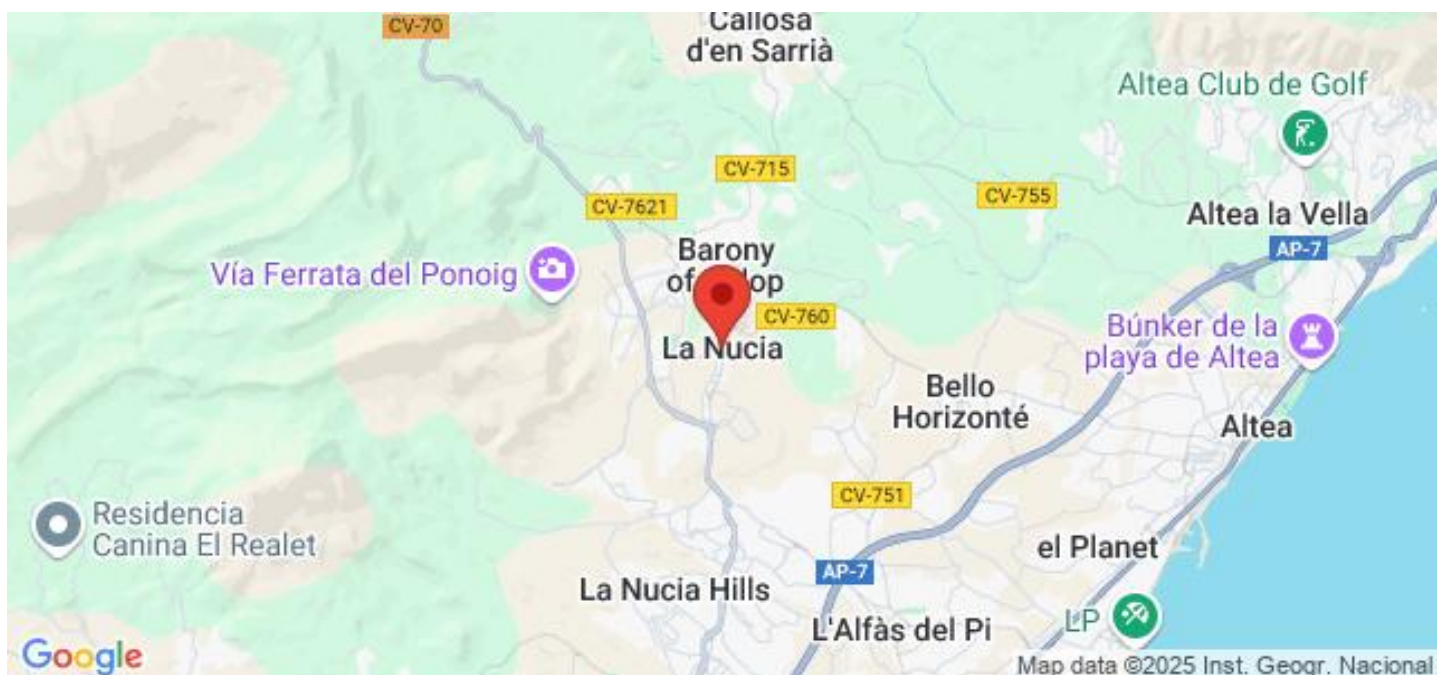 CV-70
Callosa
d'en Sarrià
Altea Club de Golf
CV-715
CV-755
CV-7621
Altea la Vella
Barony
AP-7
Vía Ferrata del Ponoig
CV-760
Búnker de la
playa de Altea
La Nucia
Bello
Horizonté
Altea
CV-751
Residencia
Canina El Realet
el Planet
AP-7
La Nucia Hills
L'Alfàs del Pi
LP
Google
Map data ©2025 Inst. Geogr. Nacional